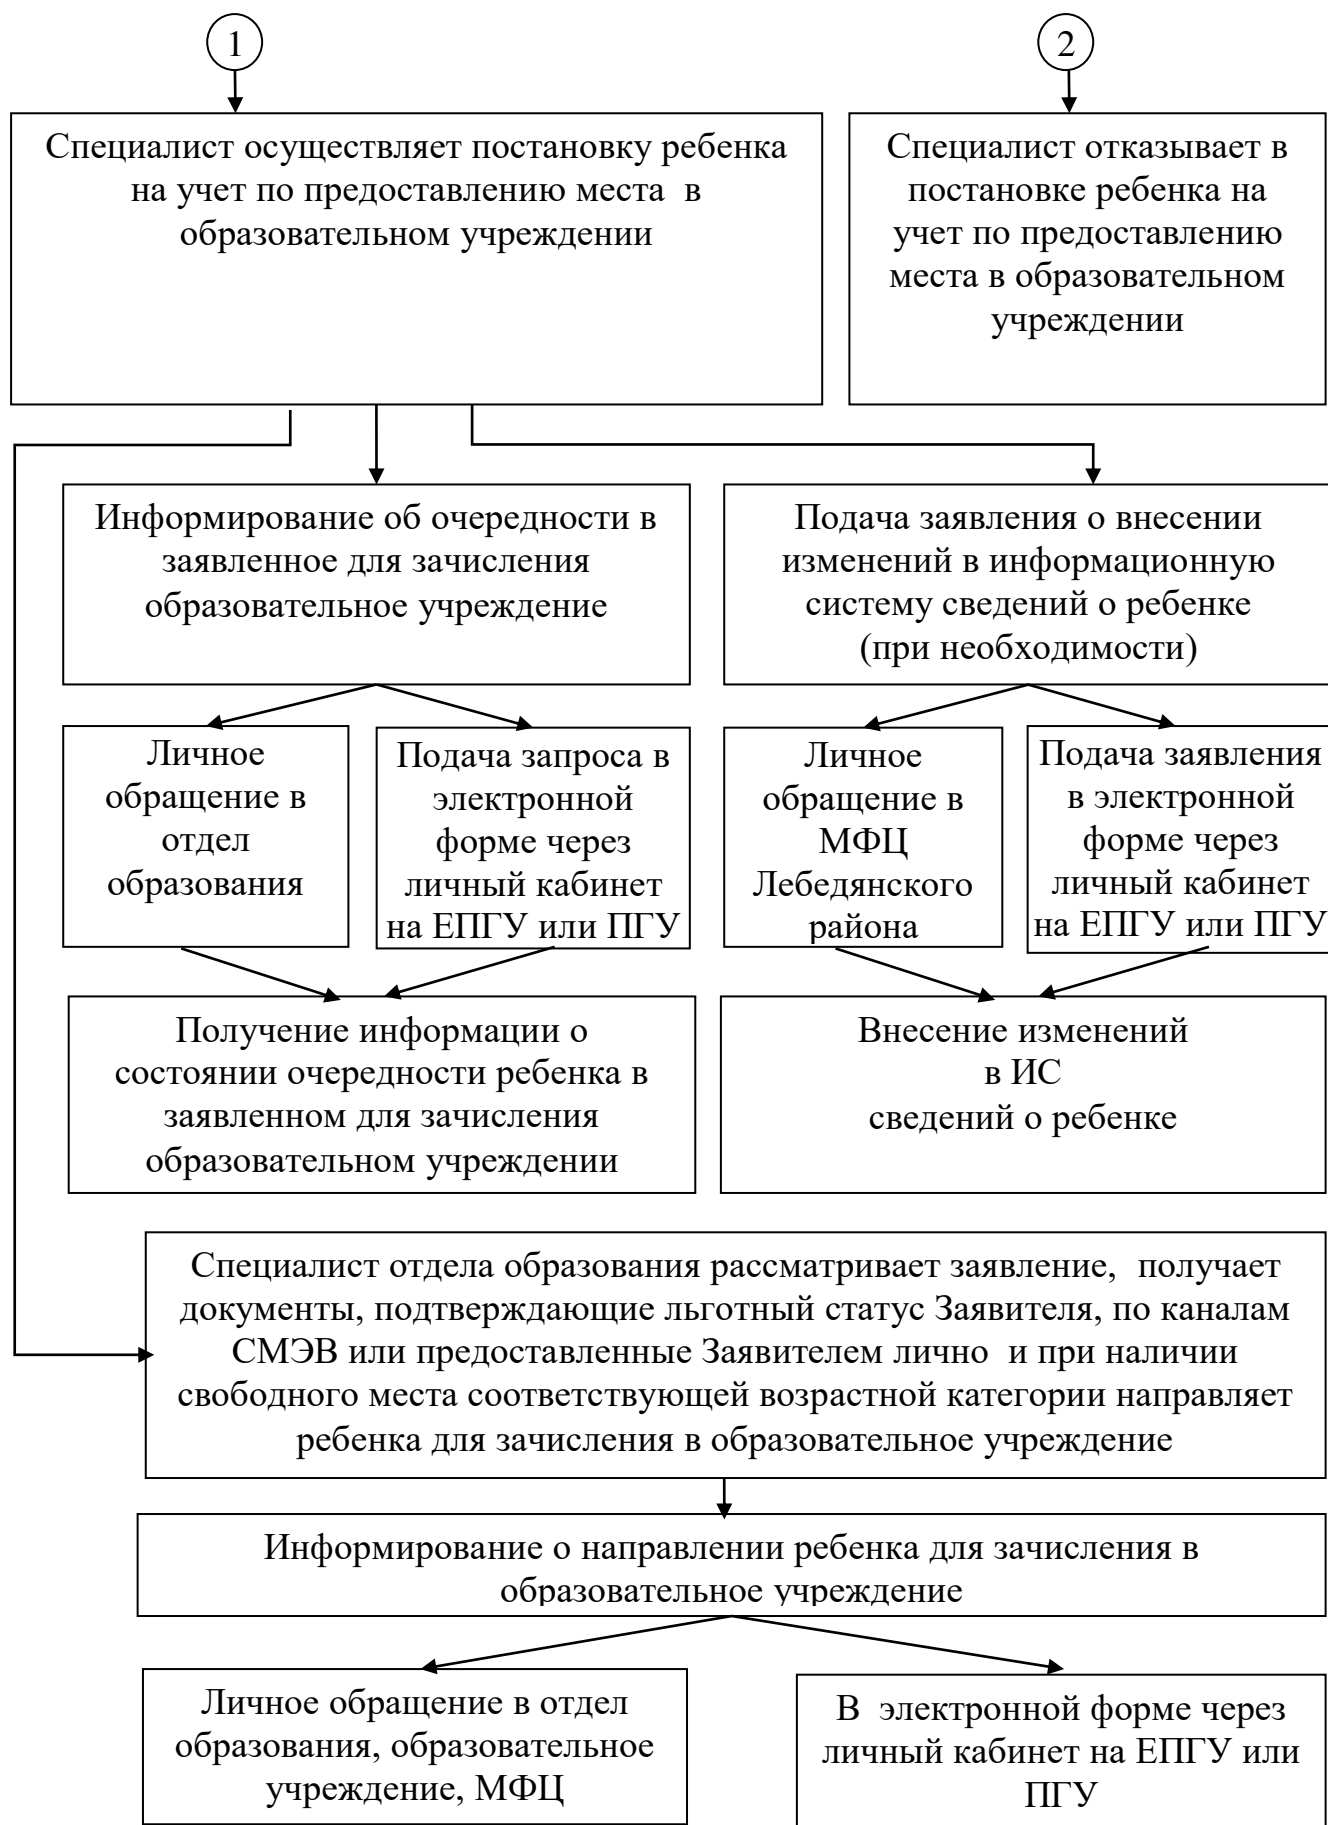 1
2
Специалист осуществляет постановку ребенка
на учет по предоставлению места  в
образовательном учреждении
Специалист отказывает в
постановке ребенка на
учет по предоставлению
места в образовательном
учреждении
Информирование об очередности в
заявленное для зачисления
образовательное учреждение
Подача заявления о внесении
изменений в информационную
систему сведений о ребенке
(при необходимости)
Личное
обращение в
отдел
образования
Подача запроса в
электронной
форме через
личный кабинет
на ЕПГУ или ПГУ
Личное
обращение в
МФЦ
Лебедянского
района
Подача заявления
в электронной
форме через
личный кабинет
на ЕПГУ или ПГУ
Получение информации о
состоянии очередности ребенка в
заявленном для зачисления
образовательном учреждении
Внесение изменений
в ИС
сведений о ребенке
Специалист отдела образования рассматривает заявление,  получает
документы, подтверждающие льготный статус Заявителя, по каналам
СМЭВ или предоставленные Заявителем лично  и при наличии
свободного места соответствующей возрастной категории направляет
ребенка для зачисления в образовательное учреждение
Информирование о направлении ребенка для зачисления в
образовательное учреждение
Личное обращение в отдел
образования, образовательное
учреждение, МФЦ
В  электронной форме через
личный кабинет на ЕПГУ или
ПГУ